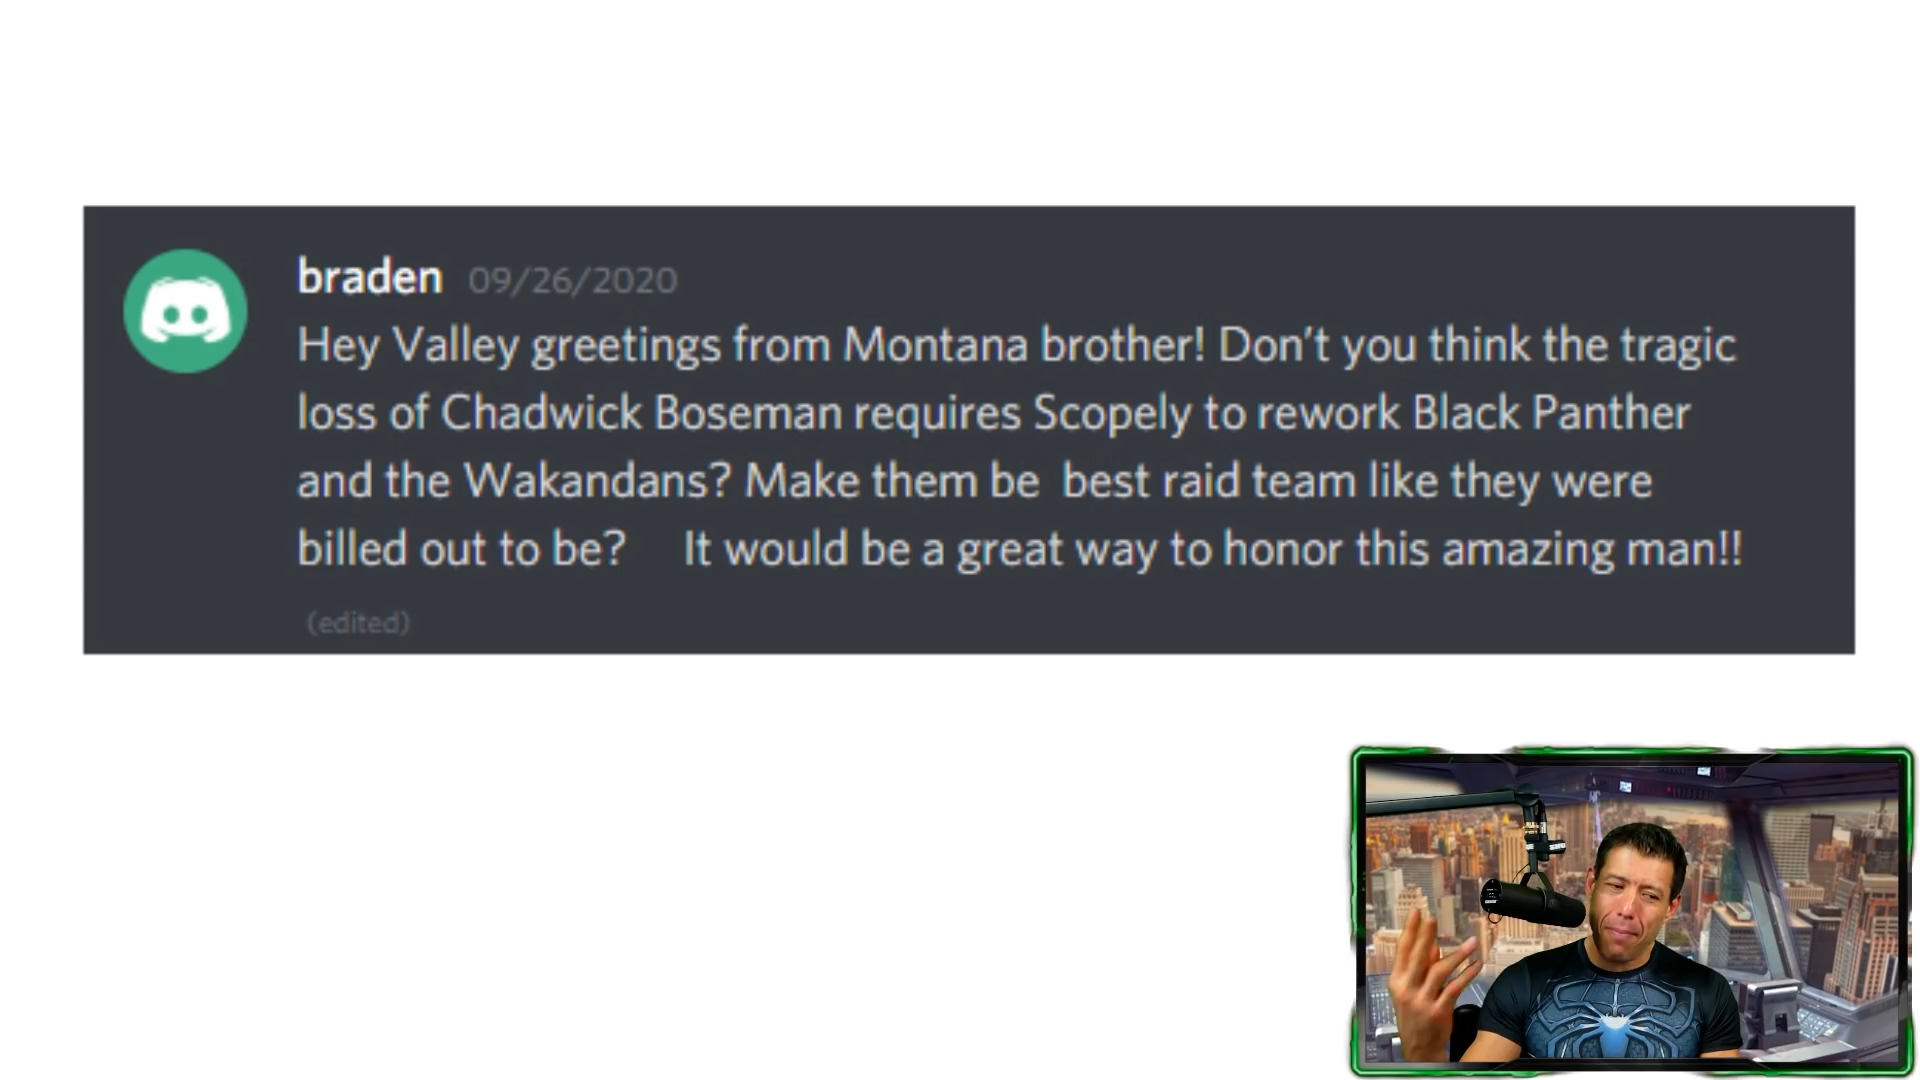 braden 09/26/2020
Hey Valley greetings from Montana brother! Don't you think the tragic
loss of Chadwick Boseman requires Scopely to rework Black Panther
and the Wakandans? Make them be  best raid team like they were
billed out to be?     It would be a great way to honor this amazing man!!
(edited)